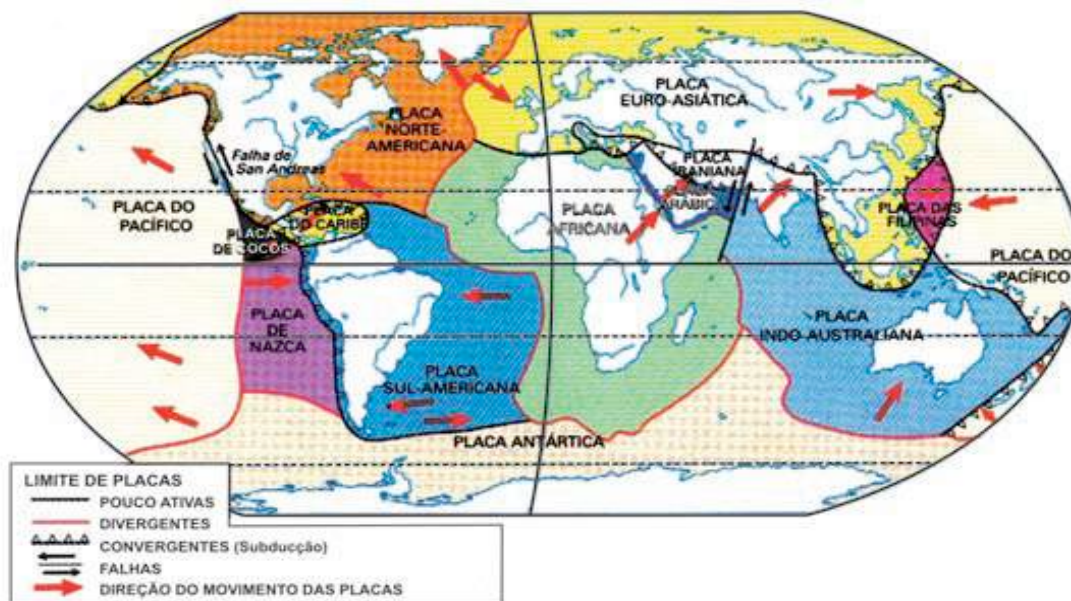 PLACA
NORTE-
AMERICANA
PLACA
EURO-ASIÁTICA
Falha de
San Andreas
PLACA
IRANIANA
PLACA DO
PACÍFICO
PLACA
DO CARIBE
PLACA
DE COCOS
PLACA
AFRICANA
ARÁBIC
PLACA DAS
FILIPINAS
PLACA DO
PACÍFICO
PLACA
DE
NAZCA
PLACA
SUL-AMERICANA
PLACA
INDO-AUSTRALIANA
PLACA ANTÁRTICA
LIMITE DE PLACAS
POUCO ATIVAS
DIVERGENTES
CONVERGENTES (Subducção)
FALHAS
DIREÇÃO DO MOVIMENTO DAS PLACAS